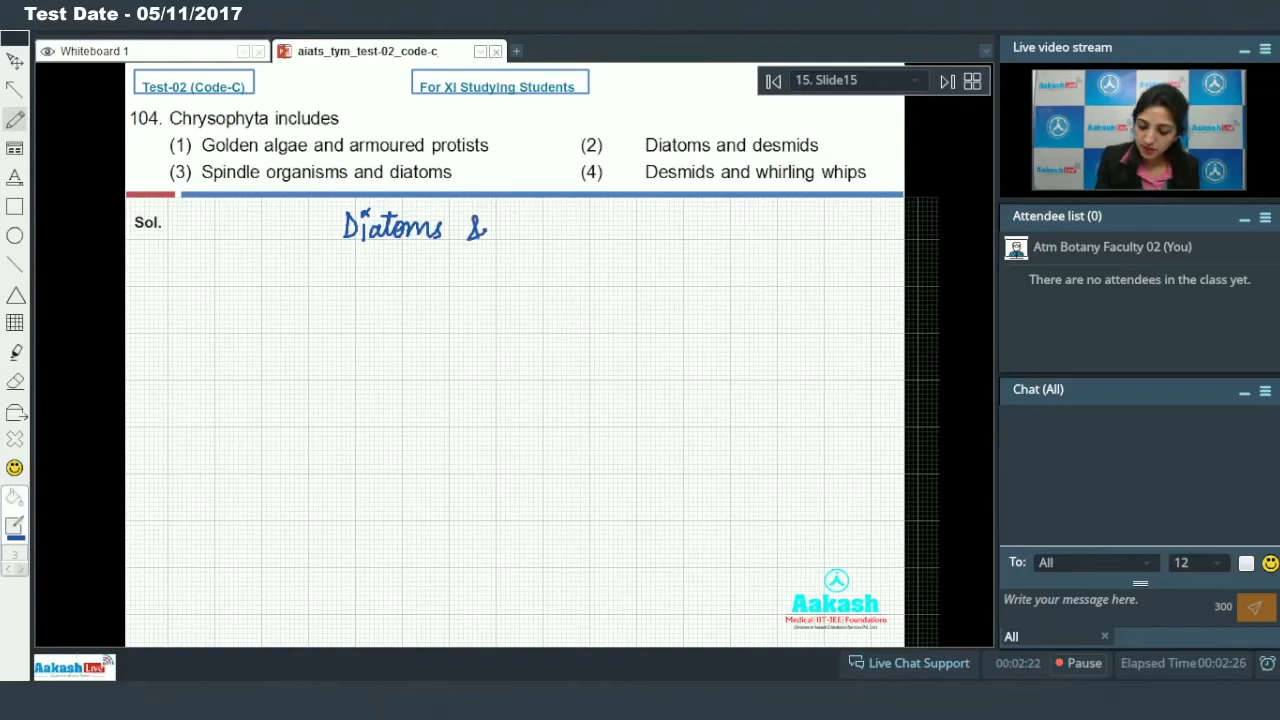 Test Date - 05/11/2017
Whiteboard 1
aiats_tym_test-02_code-c
Test-02 (Code-C)
For XI Studying Students
15. Slide15
104. Chrysophyta includes
(1) Golden algae and armoured protists
(2) Diatoms and desmids
(3) Spindle organisms and diatoms
(4) Desmids and whirling whips
Sol.
Diatoms &
Aakash
Medical|IIT-JEE|Foundations
Live video stream
Attendee list (0)
Atm Botany Faculty 02 (You)
There are no attendees in the class yet.
Chat (All)
To: All 12
Write your message here. 300
All
3
Aakash Live
Live Chat Support 00:02:22 Pause Elapsed Time00:02:26